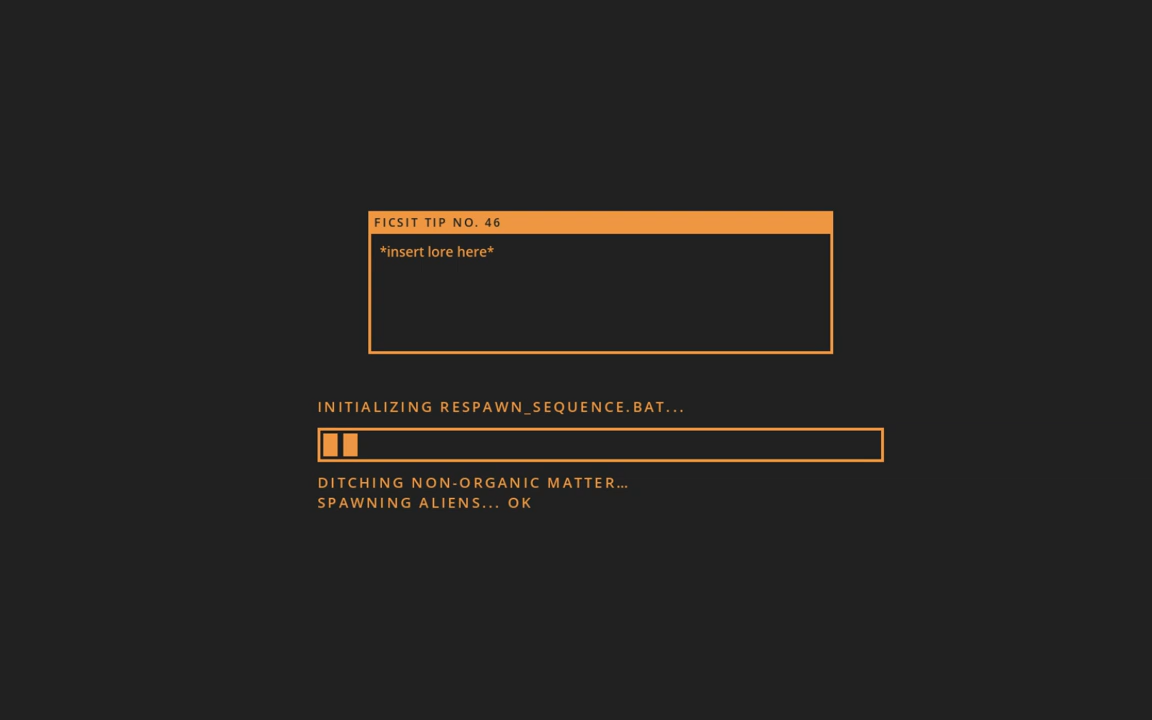 FICSIT TIP NO. 46
*insert lore here*
INITIALIZING RESPAWN_SEQUENCE.BAT...
DITCHING NON-ORGANIC MATTER…
SPAWNING ALIENS... OK